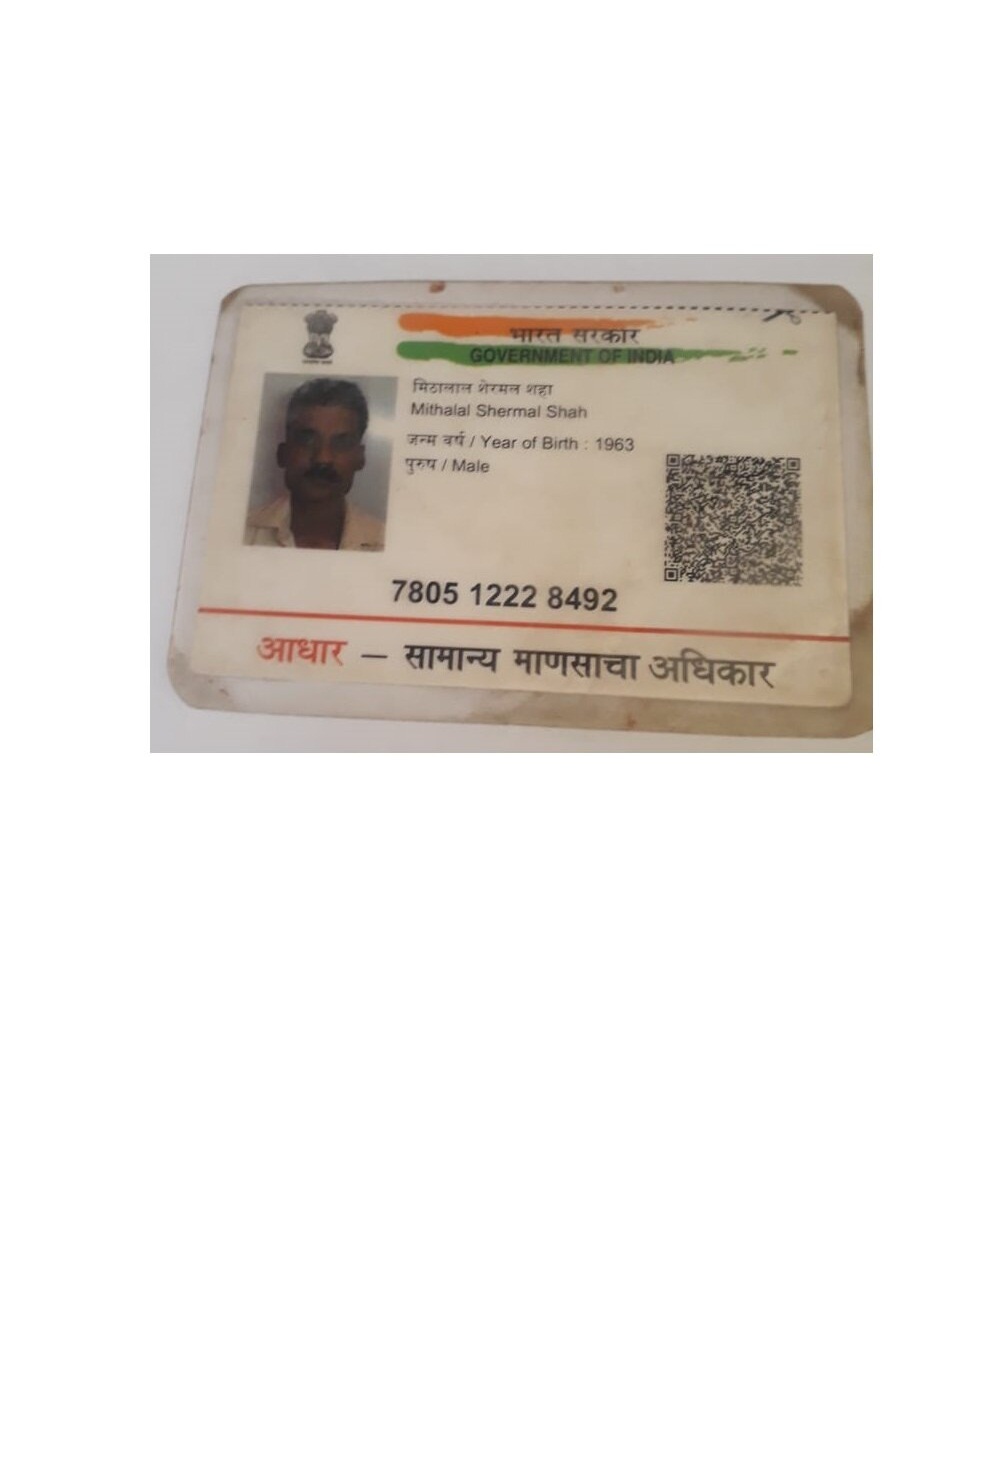 भारत सरकार
GOVERNMENT OF INDIA
मिठालाल शेरमल शहा
Mithalal Shermal Shah
जन्म वर्ष / Year of Birth : 1963
पुरुष / Male
7805 1222 8492
आधार — सामान्य माणसाचा अधिकार